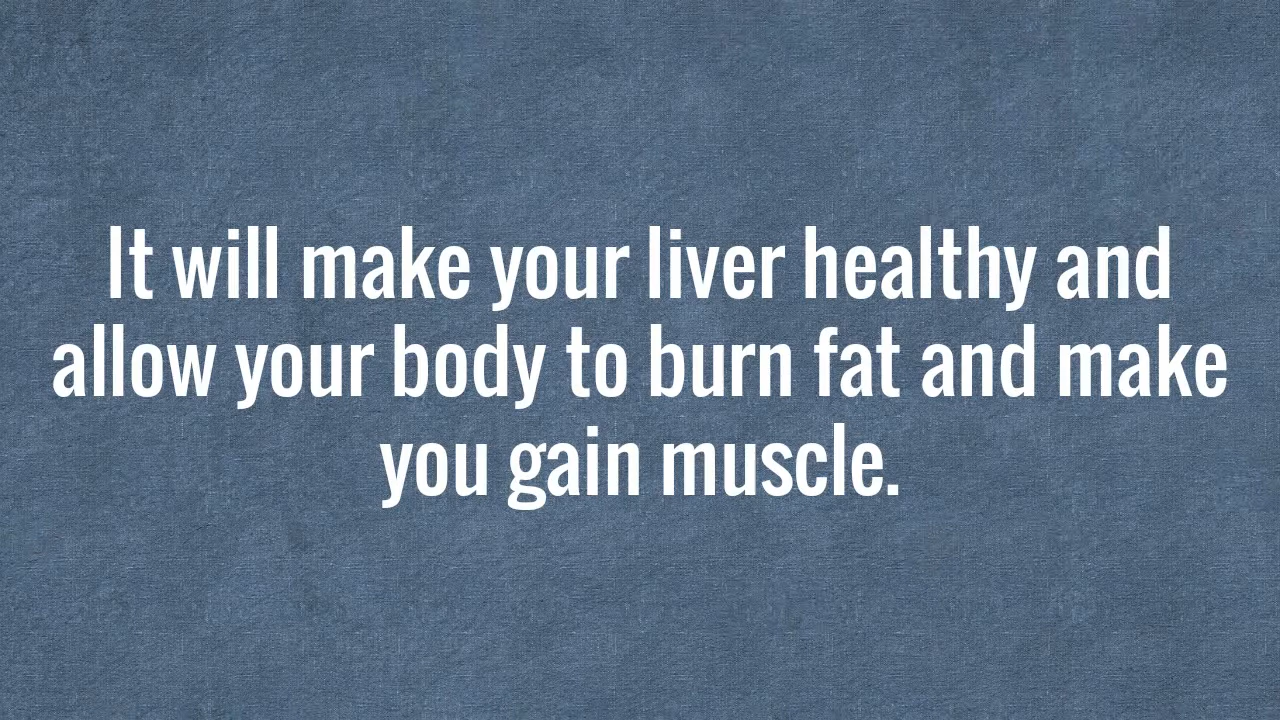 It will make your liver healthy and
allow your body to burn fat and make
you gain muscle.